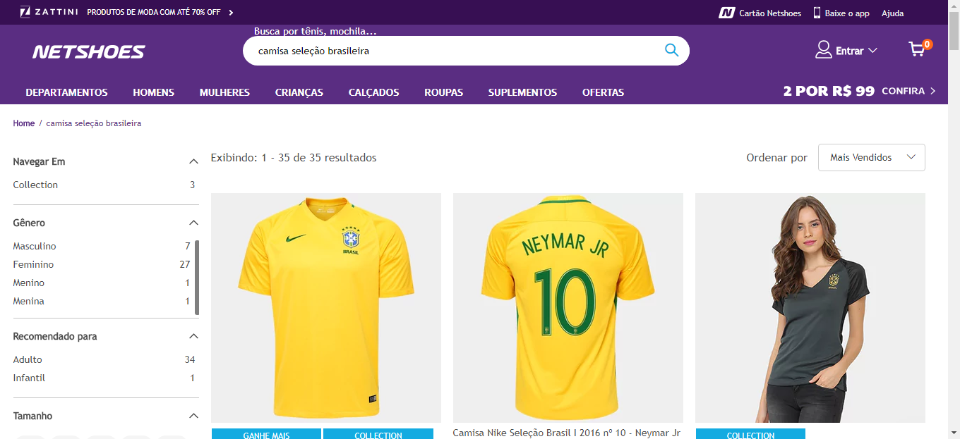 ZATTINI PRODUTOS DE MODA COM ATÉ 70% OFF
Cartão Netshoes Baixe o app Ajuda
Busca por tênis, mochila...
NETSHOES
camisa seleção brasileira
Entrar
0
DEPARTAMENTOS HOMENS MULHERES CRIANÇAS CALÇADOS ROUPAS SUPLEMENTOS OFERTAS
2 POR R$ 99 CONFIRA
Home / camisa seleção brasileira
Navegar Em
Collection 3
Gênero
Masculino 7
Feminino 27
Menino 1
Menina 1
Recomendado para
Adulto 34
Infantil 1
Tamanho
Exibindo: 1 - 35 de 35 resultados
Ordenar por Mais Vendidos
BRASIL
NEYMAR JR
10
GANHE MAIS COLLECTION
Camisa Nike Seleção Brasil I 2016 nº 10 - Neymar Jr
COLLECTION